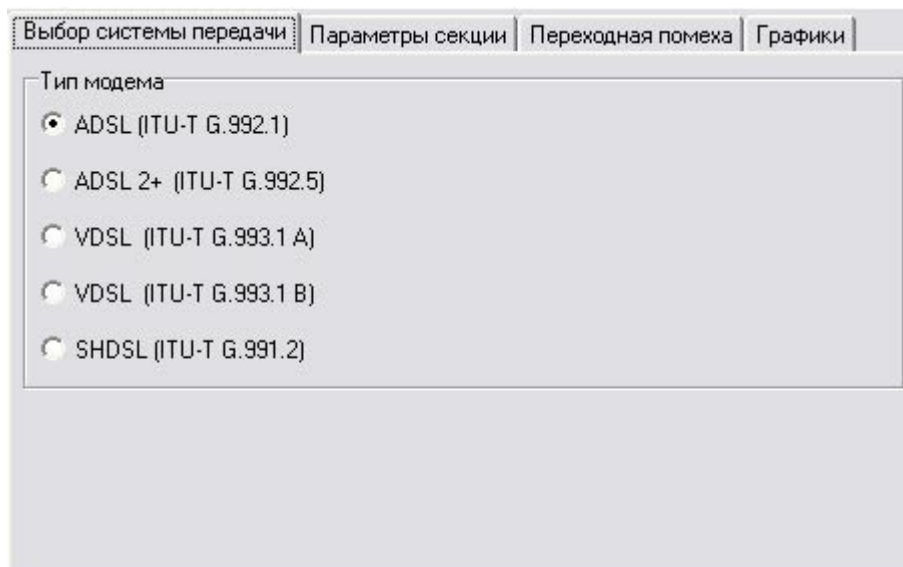 Выбор системы передачи Параметры секции Переходная помеха Графики
Тип модема
ADSL (ITU-T G.992.1)
ADSL 2+ (ITU-T G.992.5)
VDSL (ITU-T G.993.1 A)
VDSL (ITU-T G.993.1 B)
SHDSL (ITU-T G.991.2)